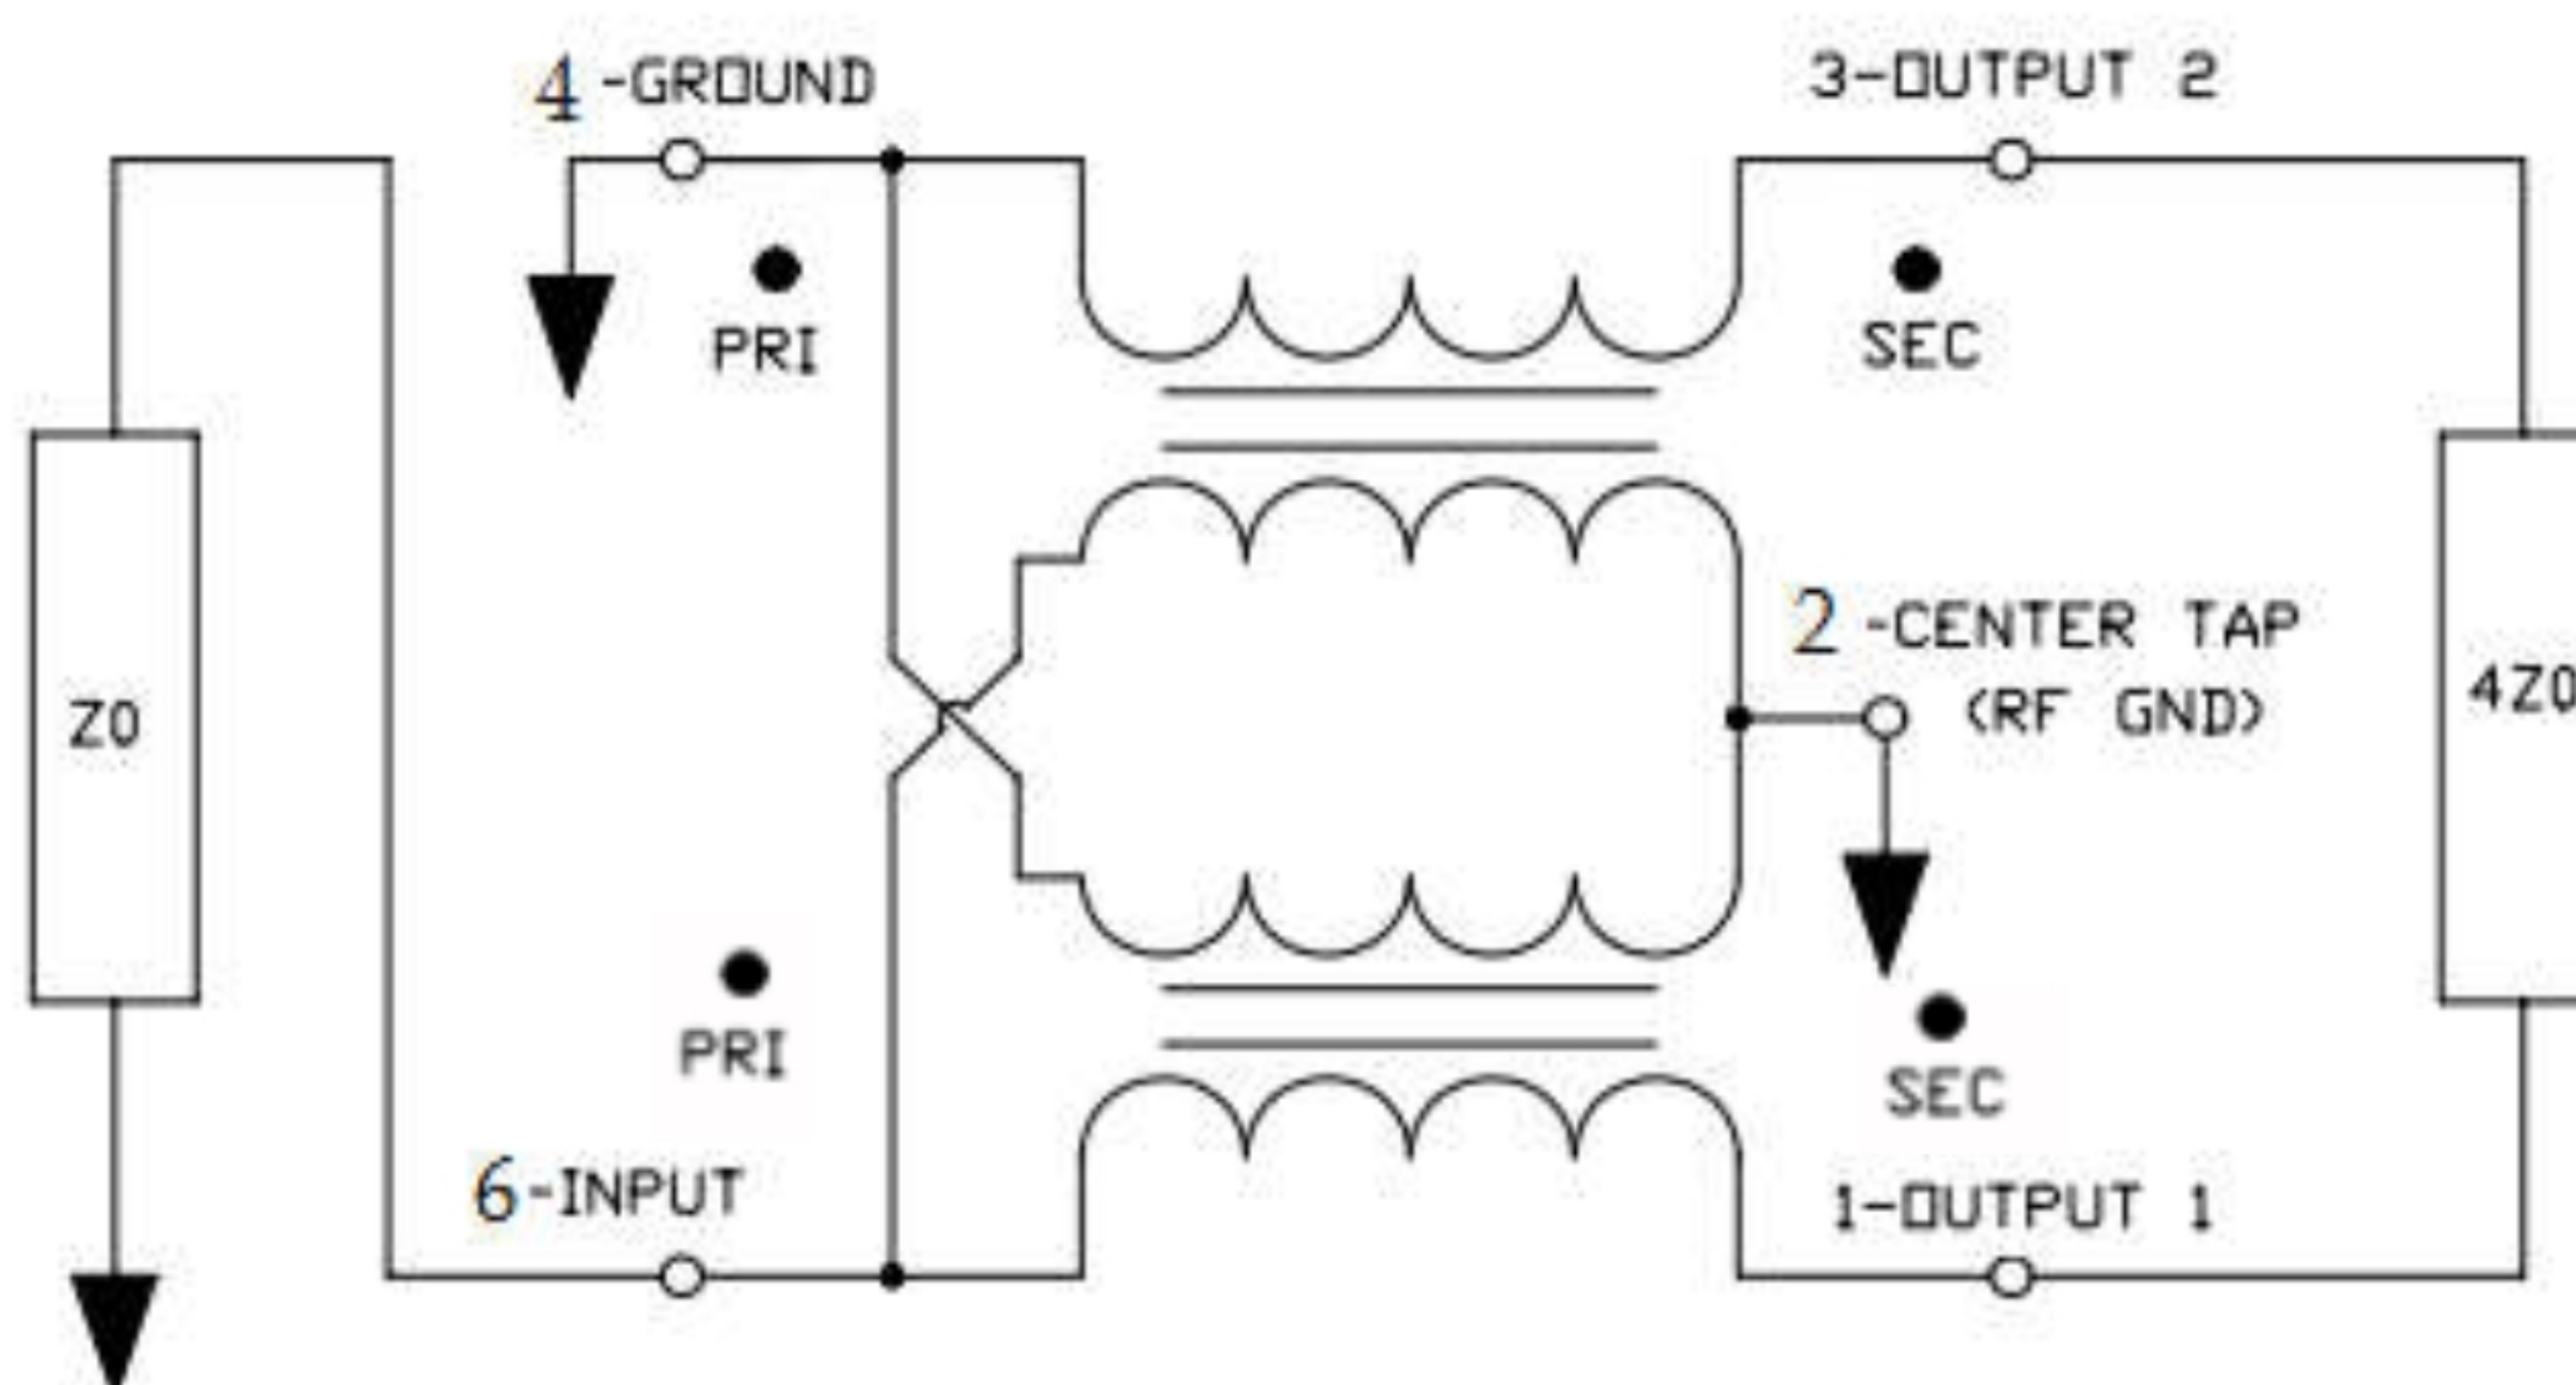 4 -GROUND
3-OUTPUT 2
PRI
SEC
2 -CENTER TAP
(RF GND)
Z0
4Z0
PRI
SEC
6-INPUT
1-OUTPUT 1